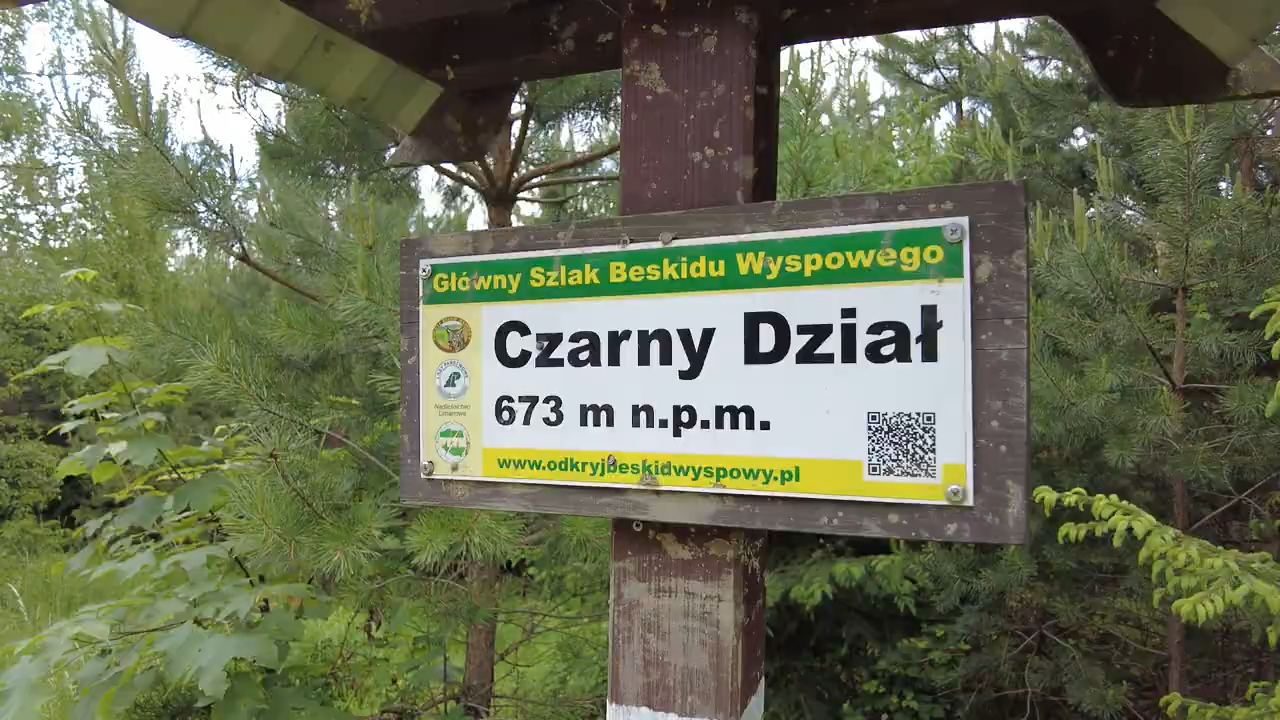 Główny Szlak Beskidu Wyspowego
Czarny Dział
673 m n.p.m.
Nadleśnictwo
Limanowa
www.odkryjbeskidwyspowy.pl